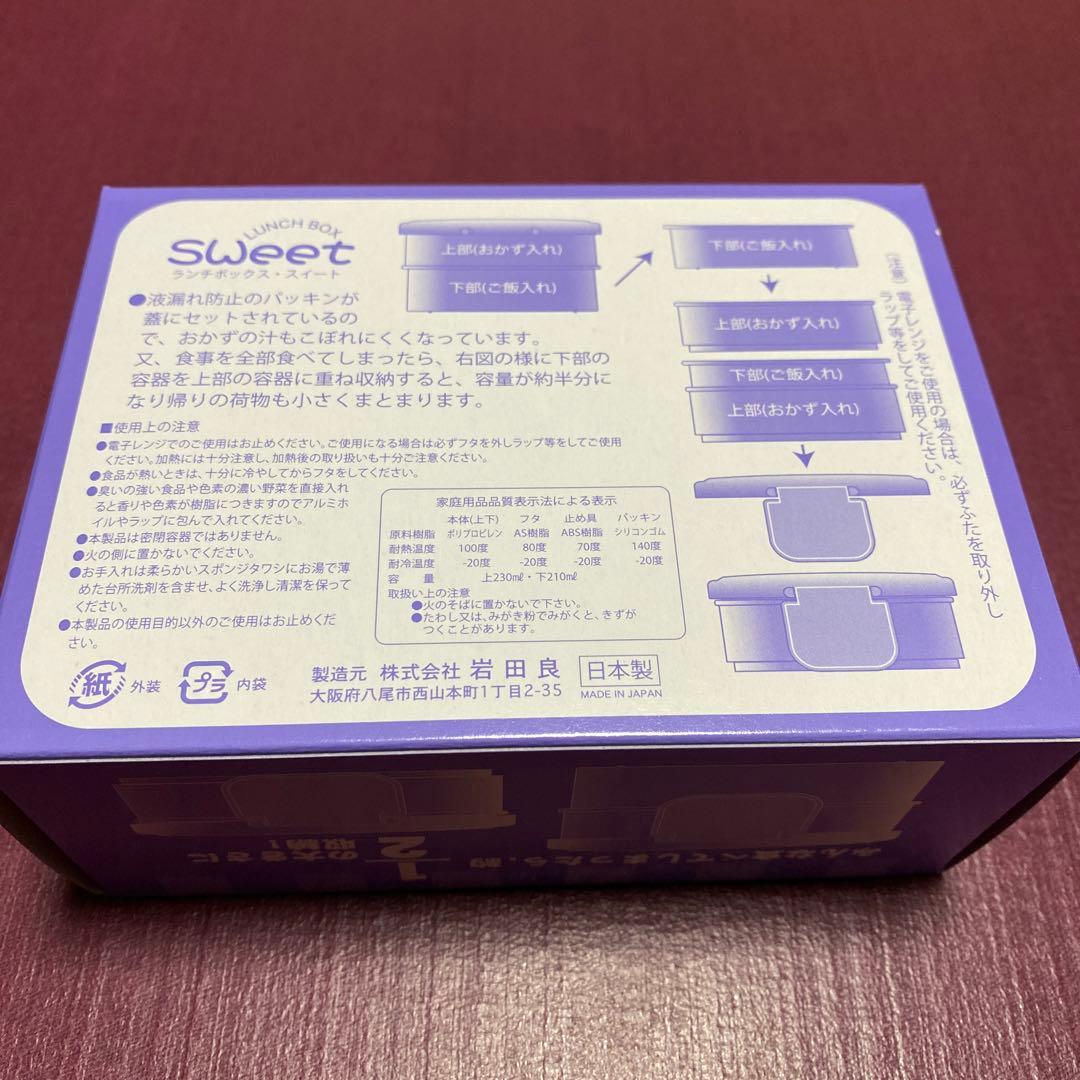 LUNCH BOX
sweet
ランチボックス・スイート
●液漏れ防止のパッキンが
蓋にセットされているの
で、おかずの汁もこぼれにくくなっています。
又、食事を全部食べてしまったら、右図の様に下部の
容器を上部の容器に重ね収納すると、容量が約半分に
なり帰りの荷物も小さくまとまります。
上部(おかず入れ)
下部(ご飯入れ)
下部(ご飯入れ)
上部(おかず入れ)
下部(ご飯入れ)
上部(おかず入れ)
(注意) 電子レンジをご使用の場合は、必ずふたを取り外し
ラップ等をしてご使用ください。
■使用上の注意
●電子レンジでのご使用はお止めください。ご使用になる場合は必ずフタを外しラップ等をしてご使用
ください。加熱には十分注意し、加熱後の取り扱いも十分ご注意ください。
●食品が熱いときは、十分に冷やしてからフタをしてください。
●臭いの強い食品や色素の濃い野菜を直接入れ
ると香りや色素が樹脂につきますのでアルミホ
イルやラップに包んで入れてください。
●本製品は密閉容器ではありません。
●火の側に置かないでください。
●お手入れは柔らかいスポンジタワシにお湯で薄
めた台所洗剤を含ませ、よく洗浄し清潔を保って
ください。
●本製品の使用目的以外のご使用はお止めくだ
さい。
家庭用品品質表示法による表示
本体(上下) フタ 止め具 パッキン
原料樹脂 ポリプロピレン AS樹脂 ABS樹脂 シリコンゴム
耐熱温度 100度 80度 70度 140度
耐冷温度 -20度 -20度 -20度 -20度
容 量 上230㎖・下210㎖
取扱い上の注意
●火のそばに置かないで下さい。
●たわし又は、みがき粉でみがくと、きずが
つくことがあります。
紙 外装 プラ 内袋
製造元 株式会社 岩田良
大阪府八尾市西山本町1丁目2-35
日本製
MADE IN JAPAN
みんな食べてしまったら、約1/2の大きさに
収納!